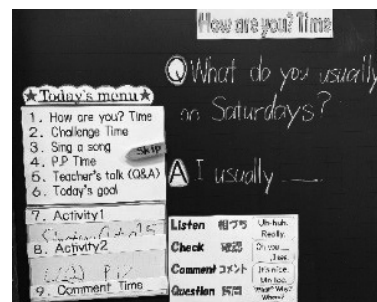 How are you? Time
Q What do you usually
on Saturdays?
A I usually ___.
★Today's menu★
1. How are you? Time
2. Challenge Time
3. Sing a song
4. P.P Time
Skip
5. Teacher's talk (Q&A)
6. Today's goal
7. Activity1
8. Activity2
9. Comment Time
Listen 相づち Uh-huh.
Really.
Check 確認
Comment コメント It's nice.
Question 質問 What? Why?
Where?